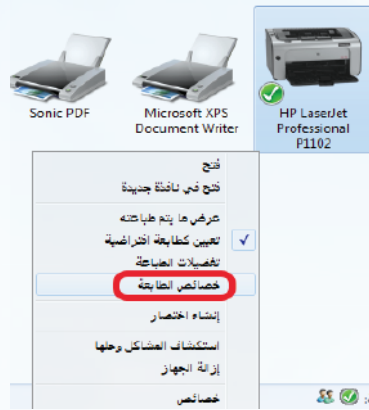 Sonic PDF
Microsoft XPS
Document Writer
HP LaserJet
Professional
P1102
فتح
فتح في نافذة جديدة
عرض ما يتم طباعته
تعيين كطابعة افتراضية
تفضيلات الطباعة
خصائص الطابعة
إنشاء اختصار
استكشاف المشاكل وحلها
إزالة الجهاز
خصائص